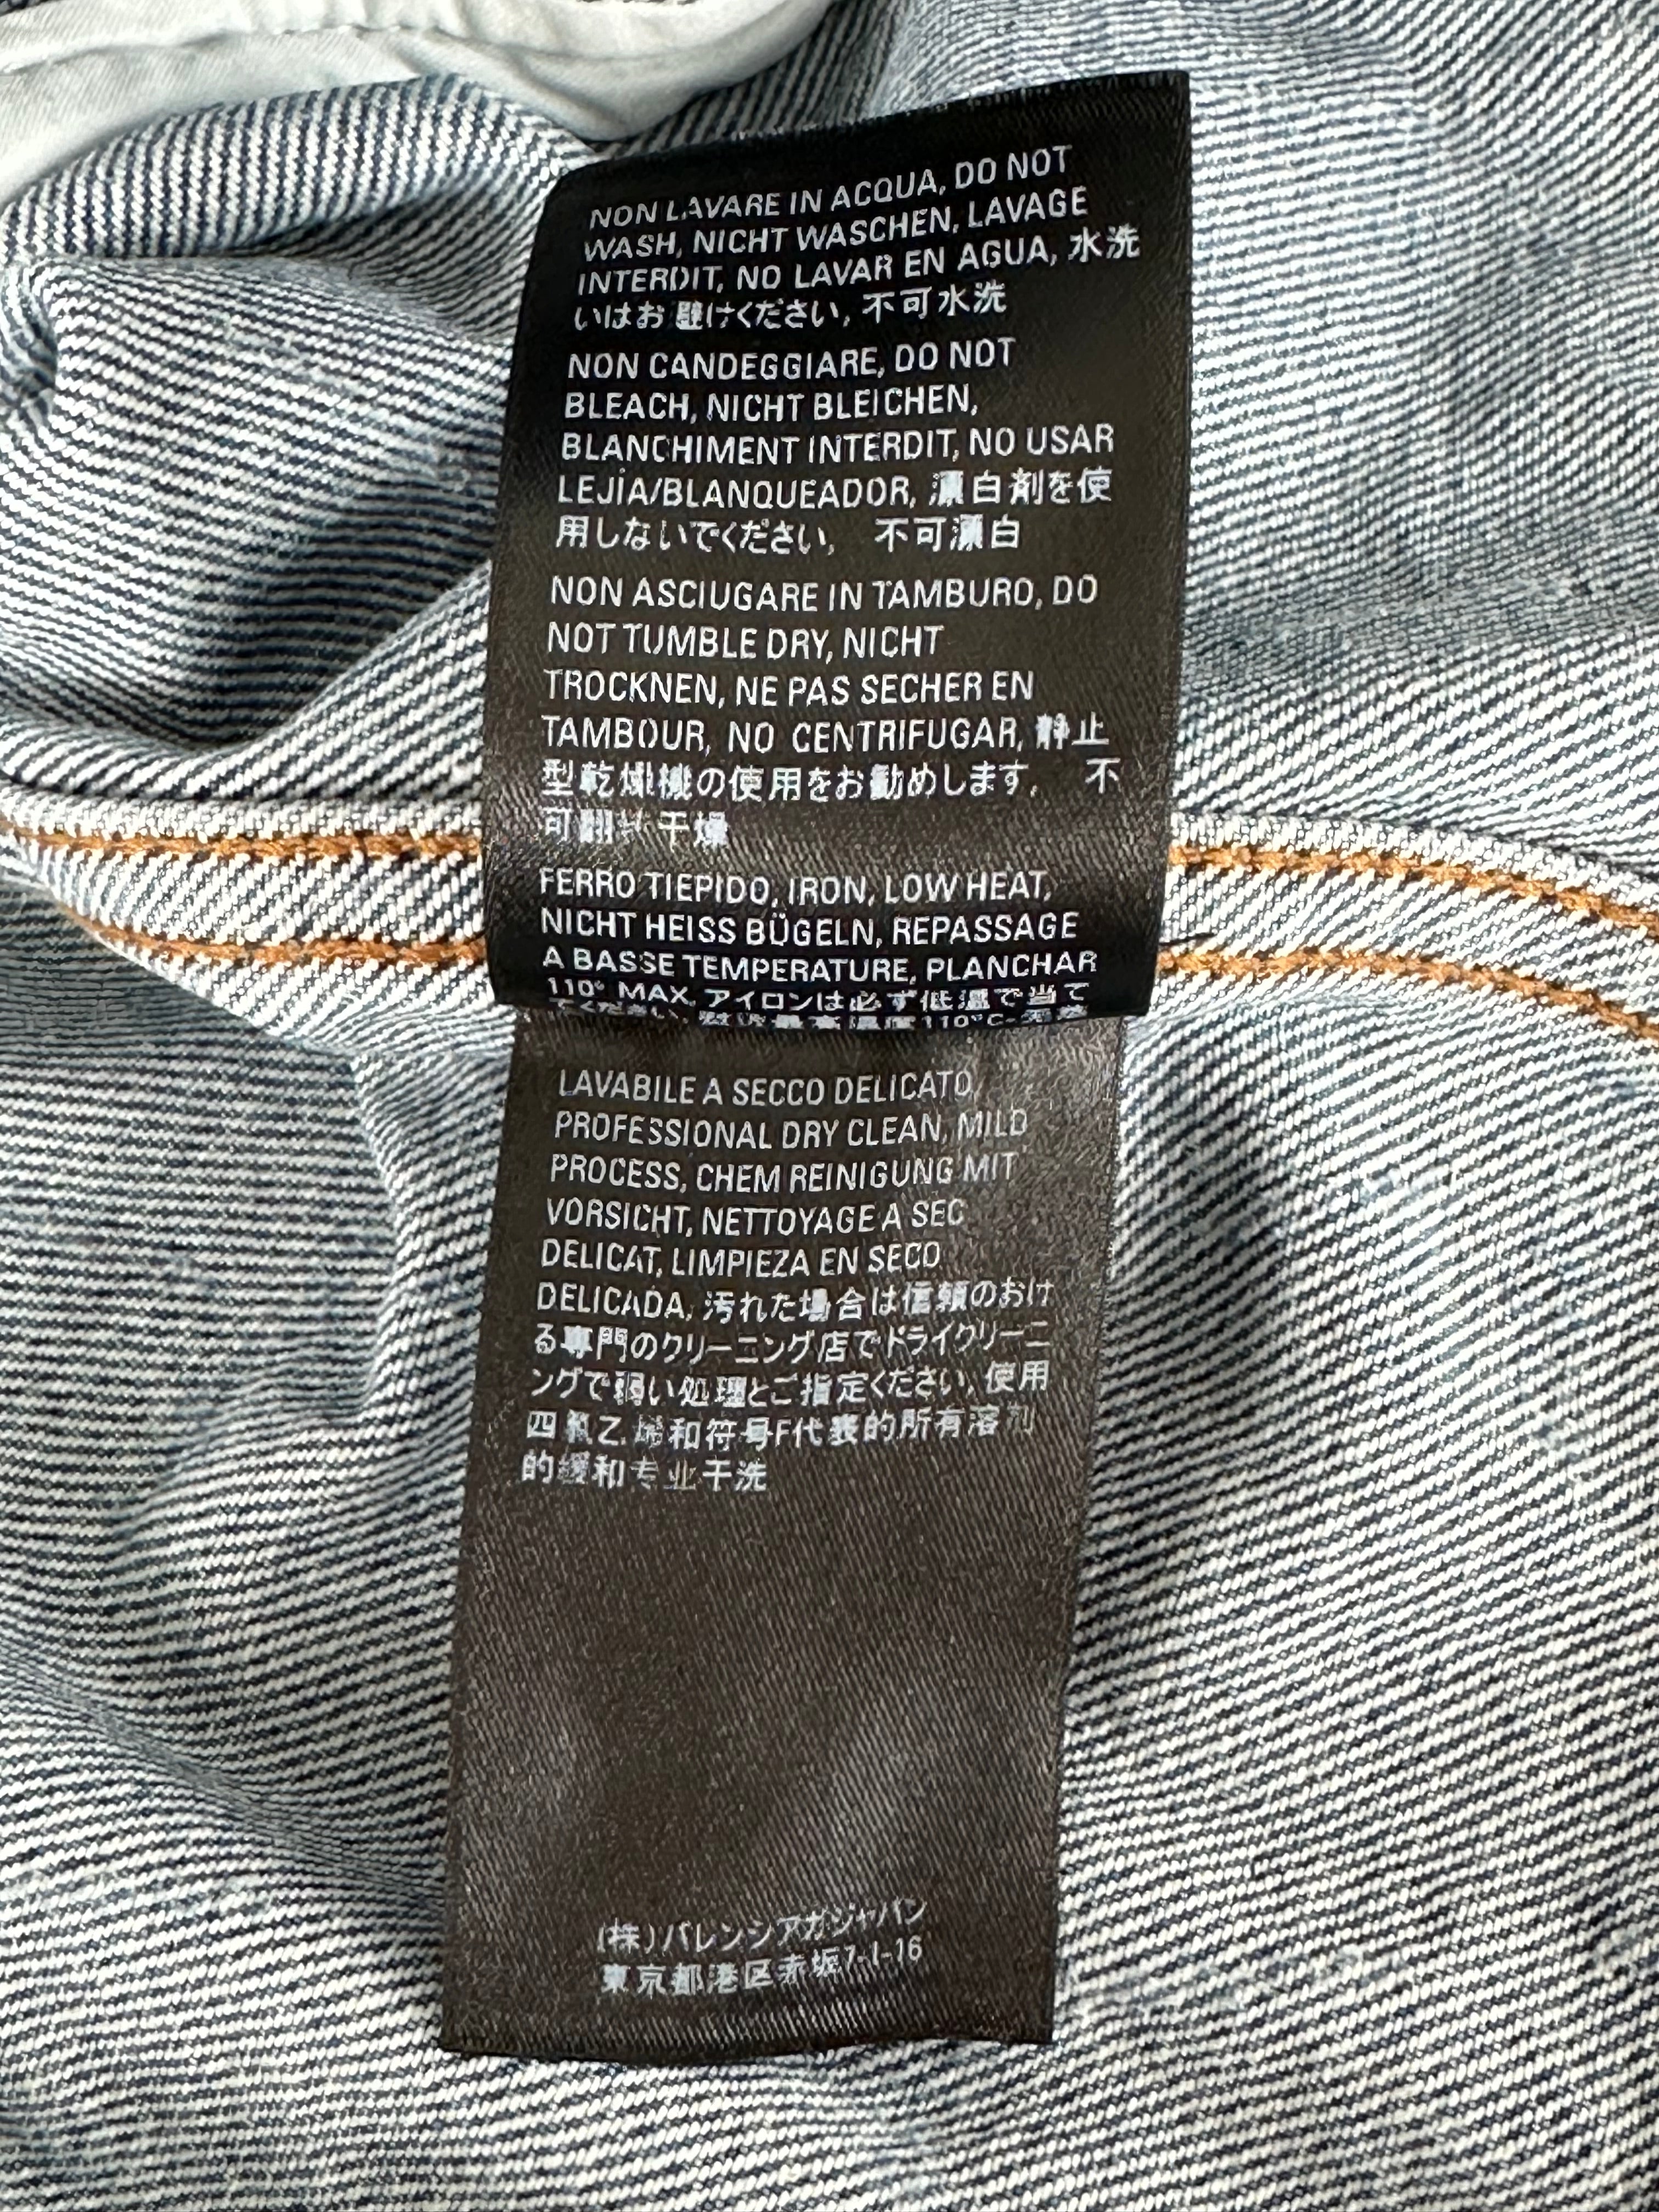 NON LAVARE IN ACQUA, DO NOT
WASH, NICHT WASCHEN, LAVAGE
INTERDIT, NO LAVAR EN AGUA, 水洗
いはお避けください, 不可水洗
NON CANDEGGIARE, DO NOT
BLEACH, NICHT BLEICHEN,
BLANCHIMENT INTERDIT, NO USAR
LEJÍA/BLANQUEADOR, 漂白剤を使
用しないでください, 不可漂白
NON ASCIUGARE IN TAMBURO, DO
NOT TUMBLE DRY, NICHT
TROCKNEN, NE PAS SECHER EN
TAMBOUR, NO CENTRIFUGAR, 静止
型乾燥機の使用をお勧めします, 不
可翻转干燥
FERRO TIEPIDO, IRON, LOW HEAT,
NICHT HEISS BÜGELN, REPASSAGE
A BASSE TEMPERATURE, PLANCHAR
110° MAX, アイロンは必ず低温で当て
てください, 110°C
LAVABILE A SECCO DELICATO,
PROFESSIONAL DRY CLEAN, MILD
PROCESS, CHEM REINIGUNG MIT
VORSICHT, NETTOYAGE A SEC
DELICAT, LIMPIEZA EN SECO
DELICADA, 汚れた場合は信頼のおけ
る専門のクリーニング店でドライクリーニ
ングで弱い処理とご指定ください, 使用
四氯乙烯和符号F代表的所有溶剂
的缓和专业干洗
(株)バレンシアガジャパン
東京都港区赤坂7-1-16